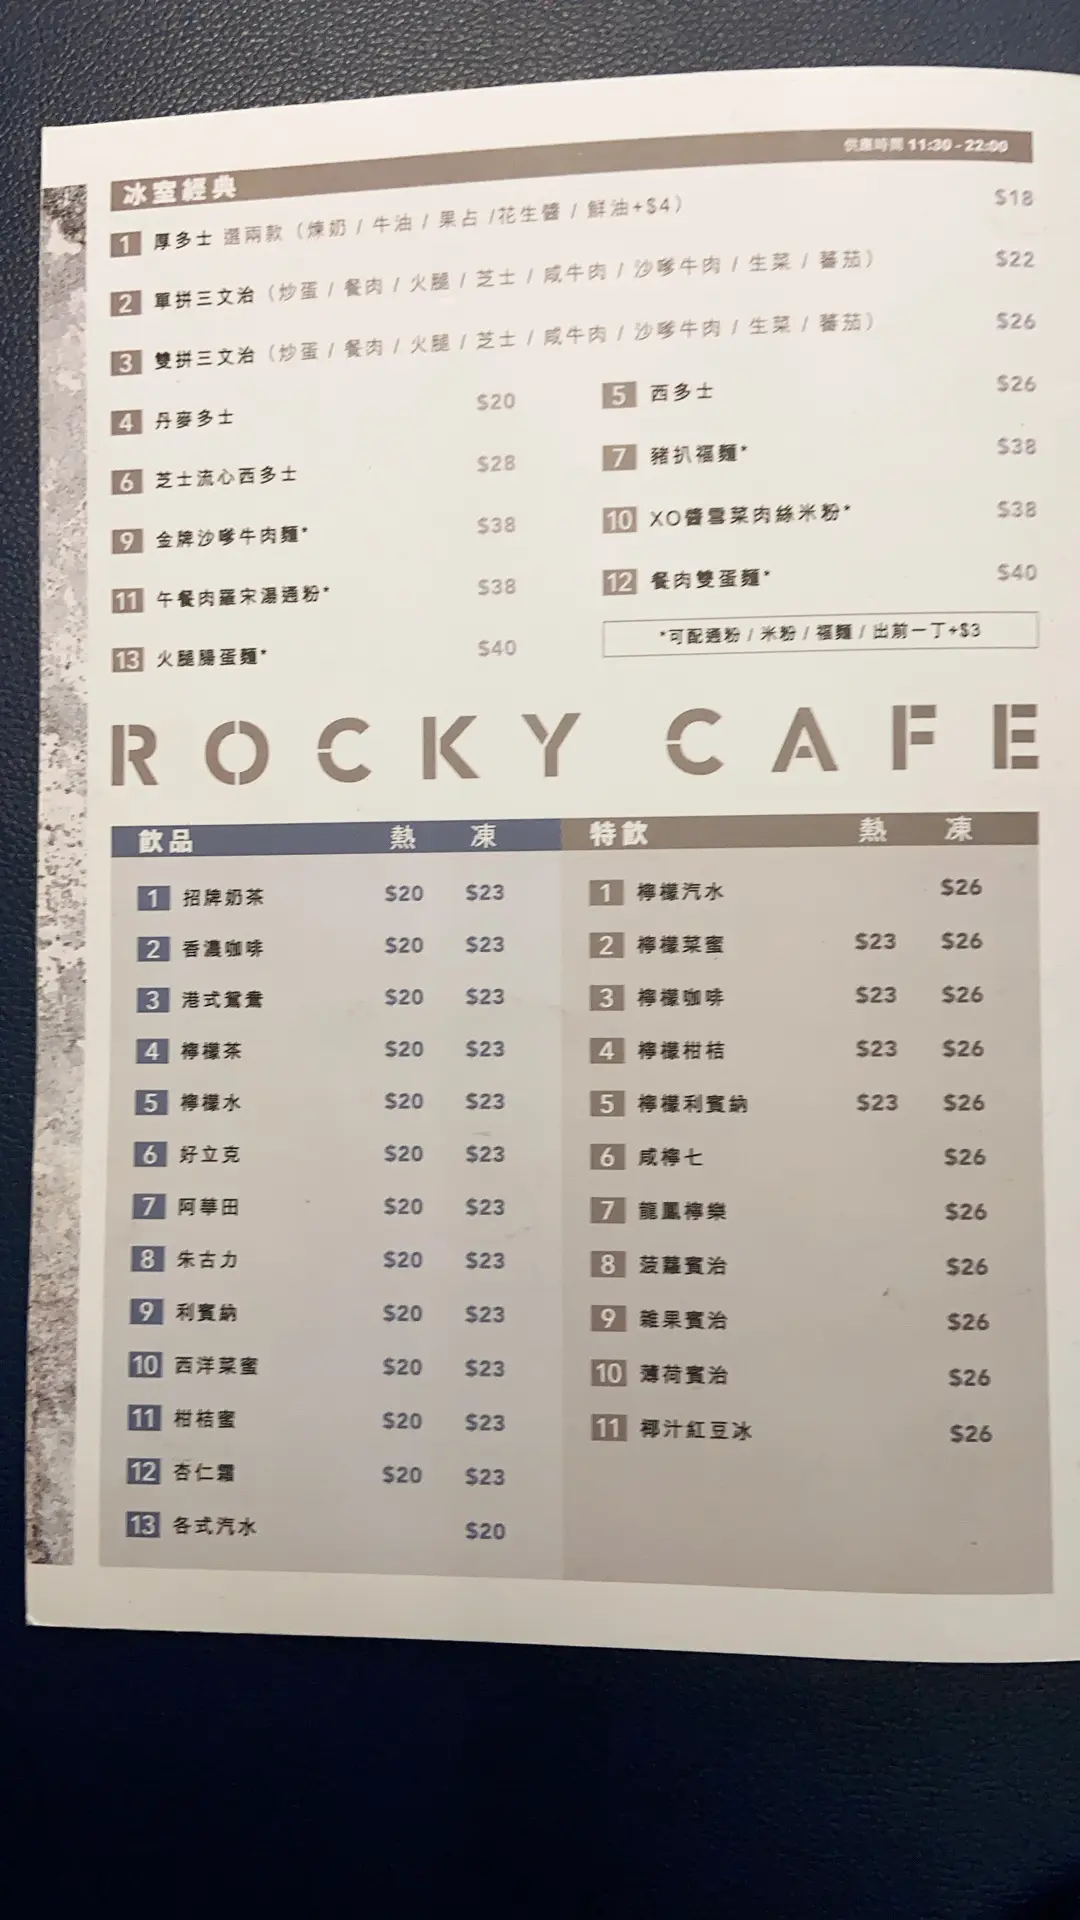 供應時間 11:30 - 22:00
冰室經典
1 厚多士 選兩款（煉奶 / 牛油 / 果占 /花生醬 / 鮮油+$4） $18
2 單拼三文治（炒蛋 / 餐肉 / 火腿 / 芝士 / 咸牛肉 / 沙嗲牛肉 / 生菜 / 蕃茄） $22
3 雙拼三文治（炒蛋 / 餐肉 / 火腿 / 芝士 / 咸牛肉 / 沙嗲牛肉 / 生菜 / 蕃茄） $26
4 丹麥多士 $20
5 西多士 $26
6 芝士流心西多士 $28
7 豬扒福麵* $38
9 金牌沙嗲牛肉麵* $38
10 XO醬雪菜肉絲米粉* $38
11 午餐肉羅宋湯通粉* $38
12 餐肉雙蛋麵* $40
13 火腿腸蛋麵* $40
*可配通粉 / 米粉 / 福麵 / 出前一丁+$3
ROCKY CAFE
飲品 熱 凍
1 招牌奶茶 $20 $23
2 香濃咖啡 $20 $23
3 港式鴛鴦 $20 $23
4 檸檬茶 $20 $23
5 檸檬水 $20 $23
6 好立克 $20 $23
7 阿華田 $20 $23
8 朱古力 $20 $23
9 利賓納 $20 $23
10 西洋菜蜜 $20 $23
11 柑桔蜜 $20 $23
12 杏仁霜 $20 $23
13 各式汽水 $20
特飲 熱 凍
1 檸檬汽水 $26
2 檸檬菜蜜 $23 $26
3 檸檬咖啡 $23 $26
4 檸檬柑桔 $23 $26
5 檸檬利賓納 $23 $26
6 咸檸七 $26
7 龍鳳檸樂 $26
8 菠蘿賓治 $26
9 雜果賓治 $26
10 薄荷賓治 $26
11 椰汁紅豆冰 $26